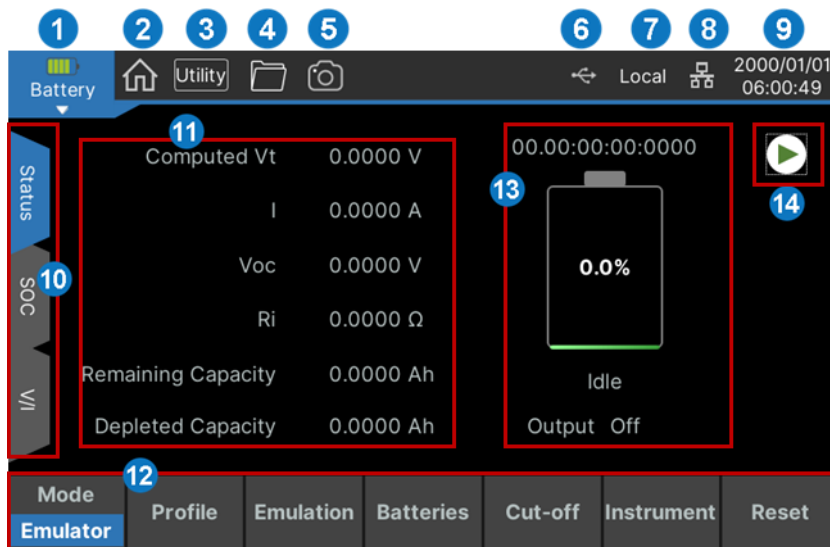 1 2 3 4 5 6 7 8 9
Battery Utility Local 2000/01/01
06:00:49
11
Computed Vt 0.0000 V
I 0.0000 A
Voc 0.0000 V
Ri 0.0000 Ω
Remaining Capacity 0.0000 Ah
Depleted Capacity 0.0000 Ah
Status
10
SOC
V/I
13
00.00:00:00:0000
0.0%
Idle
Output Off
14
12
Mode
Emulator
Profile
Emulation
Batteries
Cut-off
Instrument
Reset